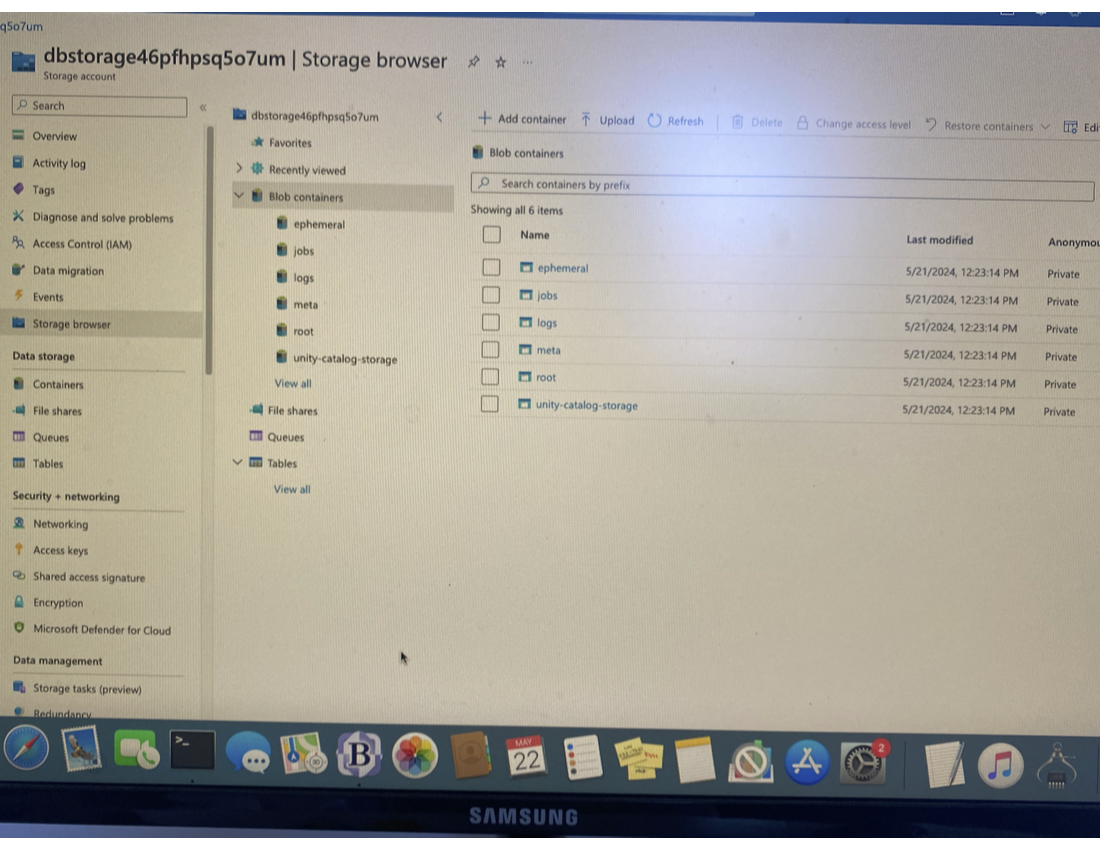 q5o7um
dbstorage46pfhpsq5o7um | Storage browser
Storage account
Search
Overview
Activity log
Tags
Diagnose and solve problems
Access Control (IAM)
Data migration
Events
Storage browser
Data storage
Containers
File shares
Queues
Tables
Security + networking
Networking
Access keys
Shared access signature
Encryption
Microsoft Defender for Cloud
Data management
Storage tasks (preview)
Redundancy
dbstorage46pfhpsq5o7um
Favorites
Recently viewed
Blob containers
ephemeral
jobs
logs
meta
root
unity-catalog-storage
View all
File shares
Queues
Tables
View all
Add container Upload Refresh Delete Change access level Restore containers Edi
Blob containers
Search containers by prefix
Showing all 6 items
Name Last modified Anonymou
ephemeral 5/21/2024, 12:23:14 PM Private
jobs 5/21/2024, 12:23:14 PM Private
logs 5/21/2024, 12:23:14 PM Private
meta 5/21/2024, 12:23:14 PM Private
root 5/21/2024, 12:23:14 PM Private
unity-catalog-storage 5/21/2024, 12:23:14 PM Private
>_
B
MAY
22
2
SAMSUNG